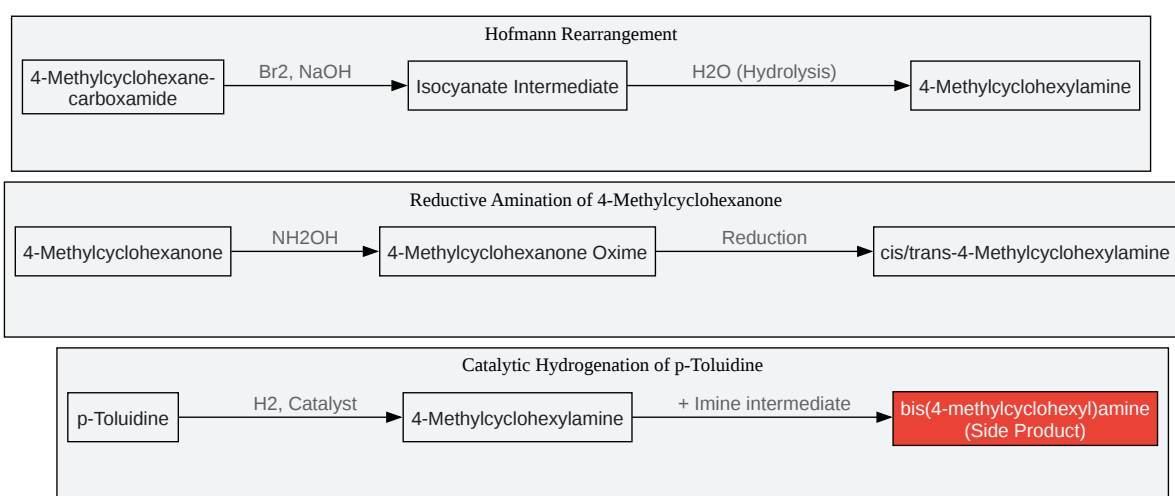 Hofmann Rearrangement
4-Methylcyclohexane-
carboxamide
Br2, NaOH
Isocyanate Intermediate
H2O (Hydrolysis)
4-Methylcyclohexylamine
Reductive Amination of 4-Methylcyclohexanone
4-Methylcyclohexanone
NH2OH
4-Methylcyclohexanone Oxime
Reduction
cis/trans-4-Methylcyclohexylamine
Catalytic Hydrogenation of p-Toluidine
p-Toluidine
H2, Catalyst
4-Methylcyclohexylamine
+ Imine intermediate
bis(4-methylcyclohexyl)amine
(Side Product)